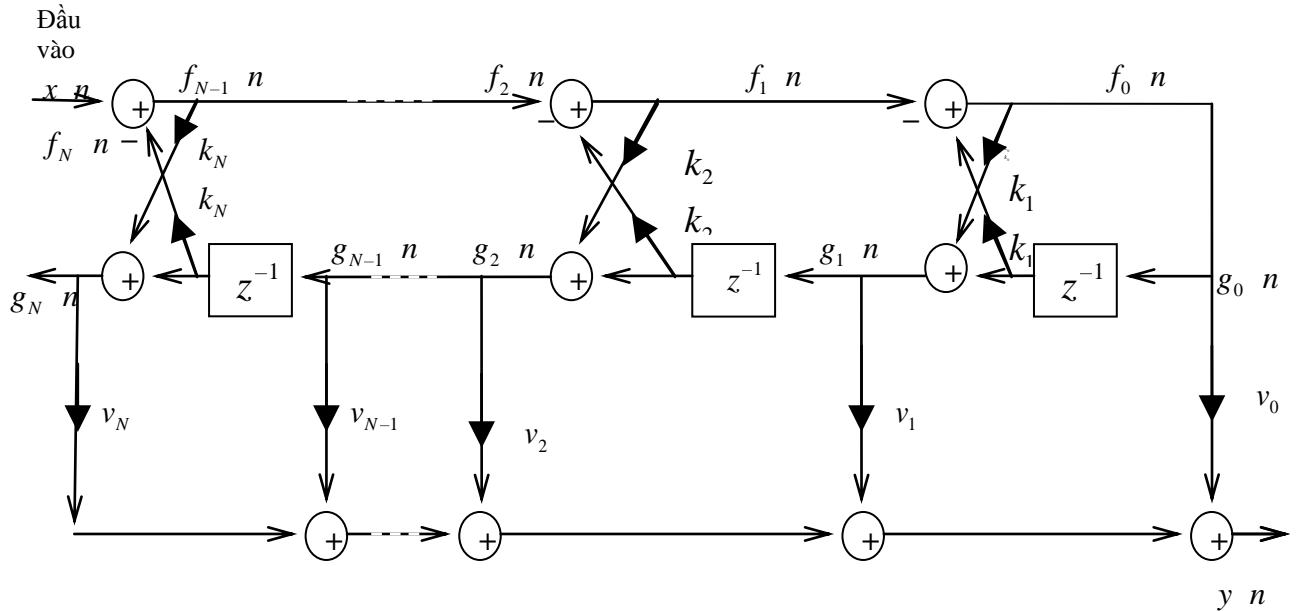 Đầu
vào
x n
f_{N−1} n
f_2 n
f_1 n
f_0 n
+
+
+
f_N n
−
−
−
k_N
k_2
k_1
k_N
k_2
k_1
g_{N−1} n
g_2 n
g_1 n
g_0 n
g_N n
+
z^{−1}
+
z^{−1}
+
z^{−1}
v_N
v_{N−1}
v_2
v_1
v_0
+
+
+
+
y n